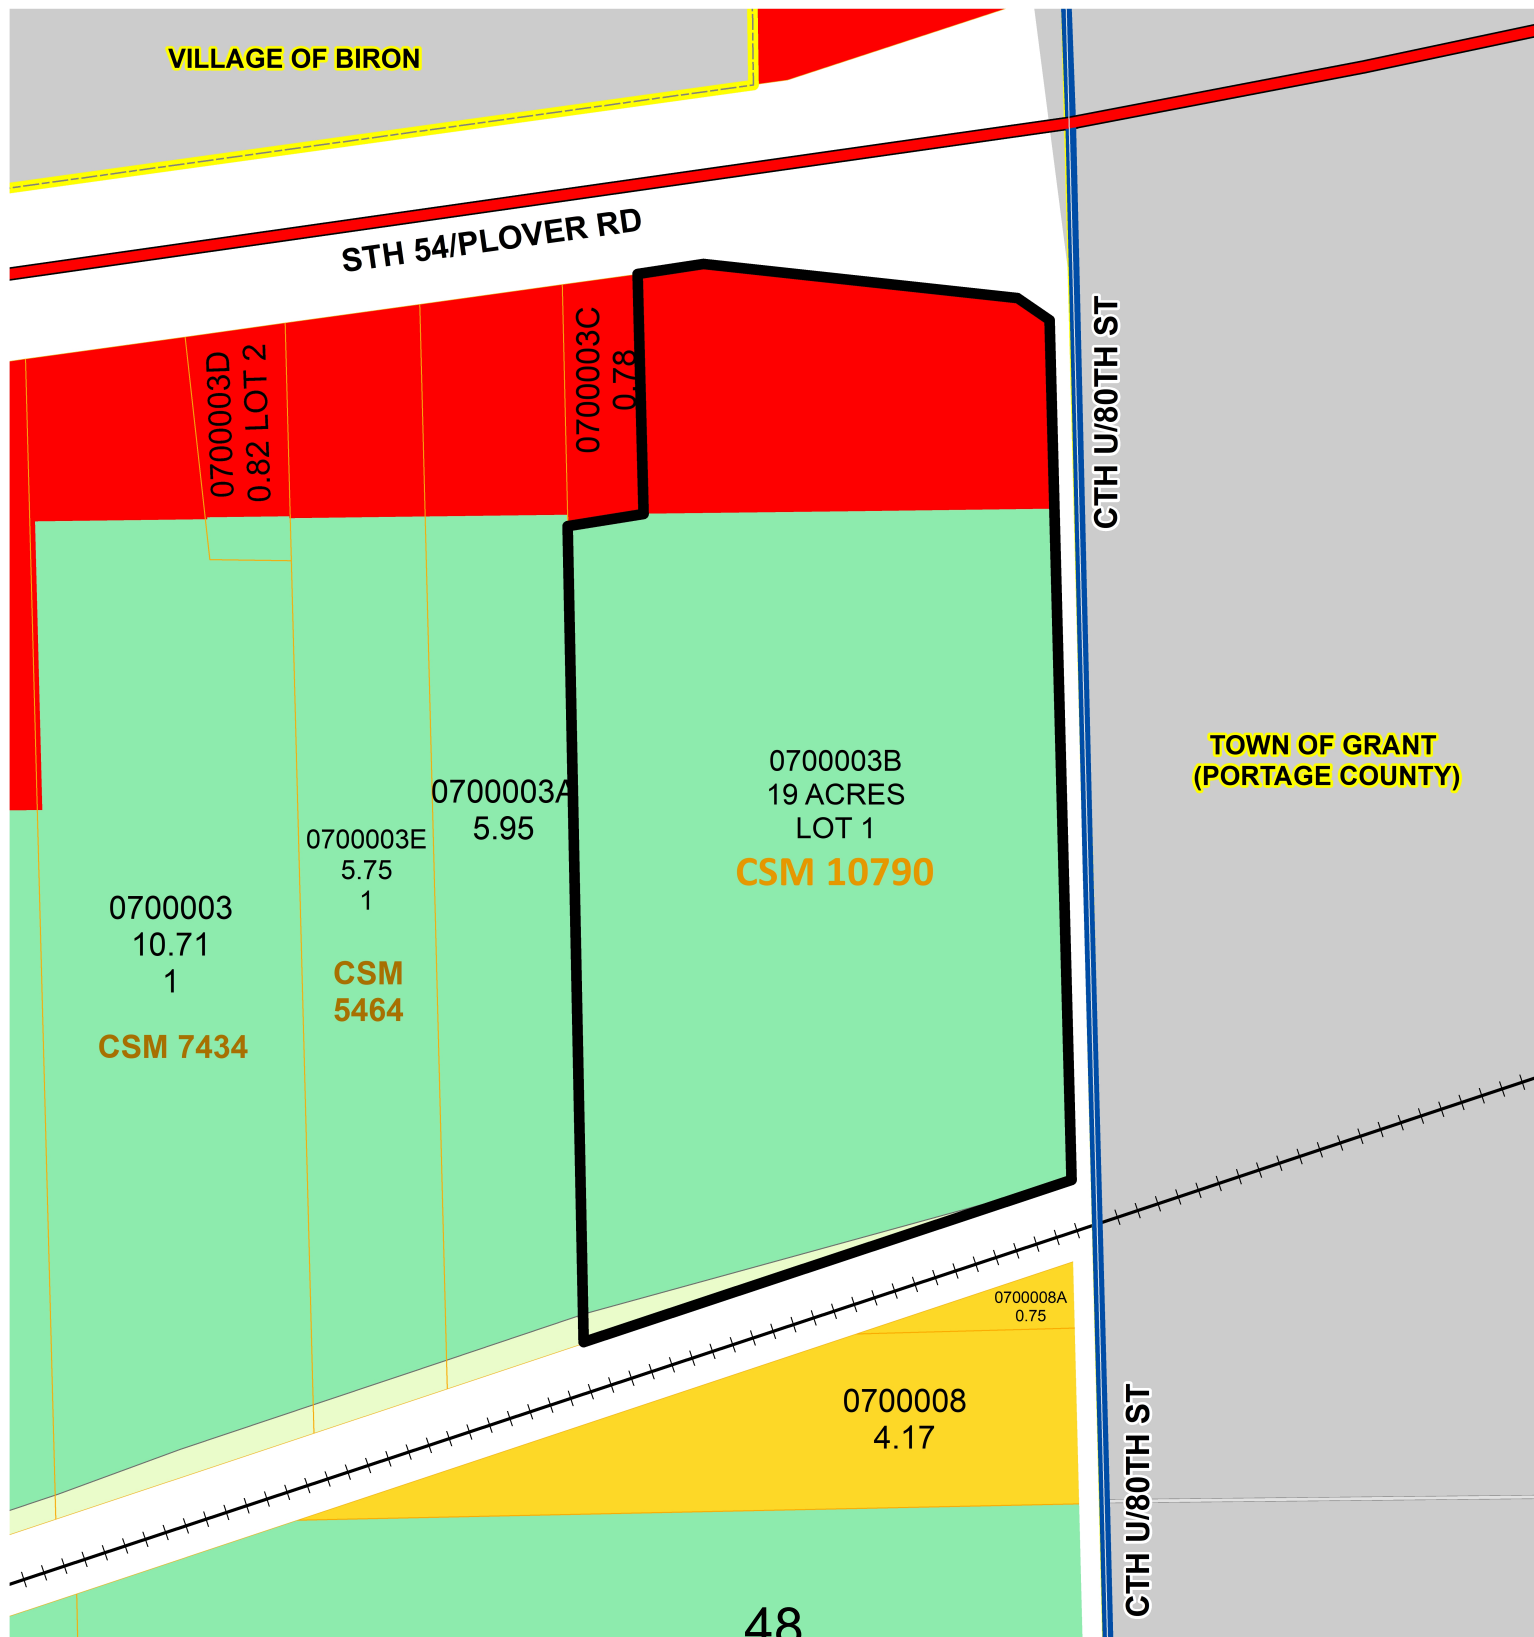 VILLAGE OF BIRON
STH 54/PLOVER RD
0700003D
0.82 LOT 2
0700003C
0.78
CTH U/80TH ST
TOWN OF GRANT
(PORTAGE COUNTY)
0700003B
19 ACRES
LOT 1
CSM 10790
0700003A
5.95
0700003E
5.75
1
CSM
5464
0700003
10.71
1
CSM 7434
0700008A
0.75
0700008
4.17
CTH U/80TH ST
48